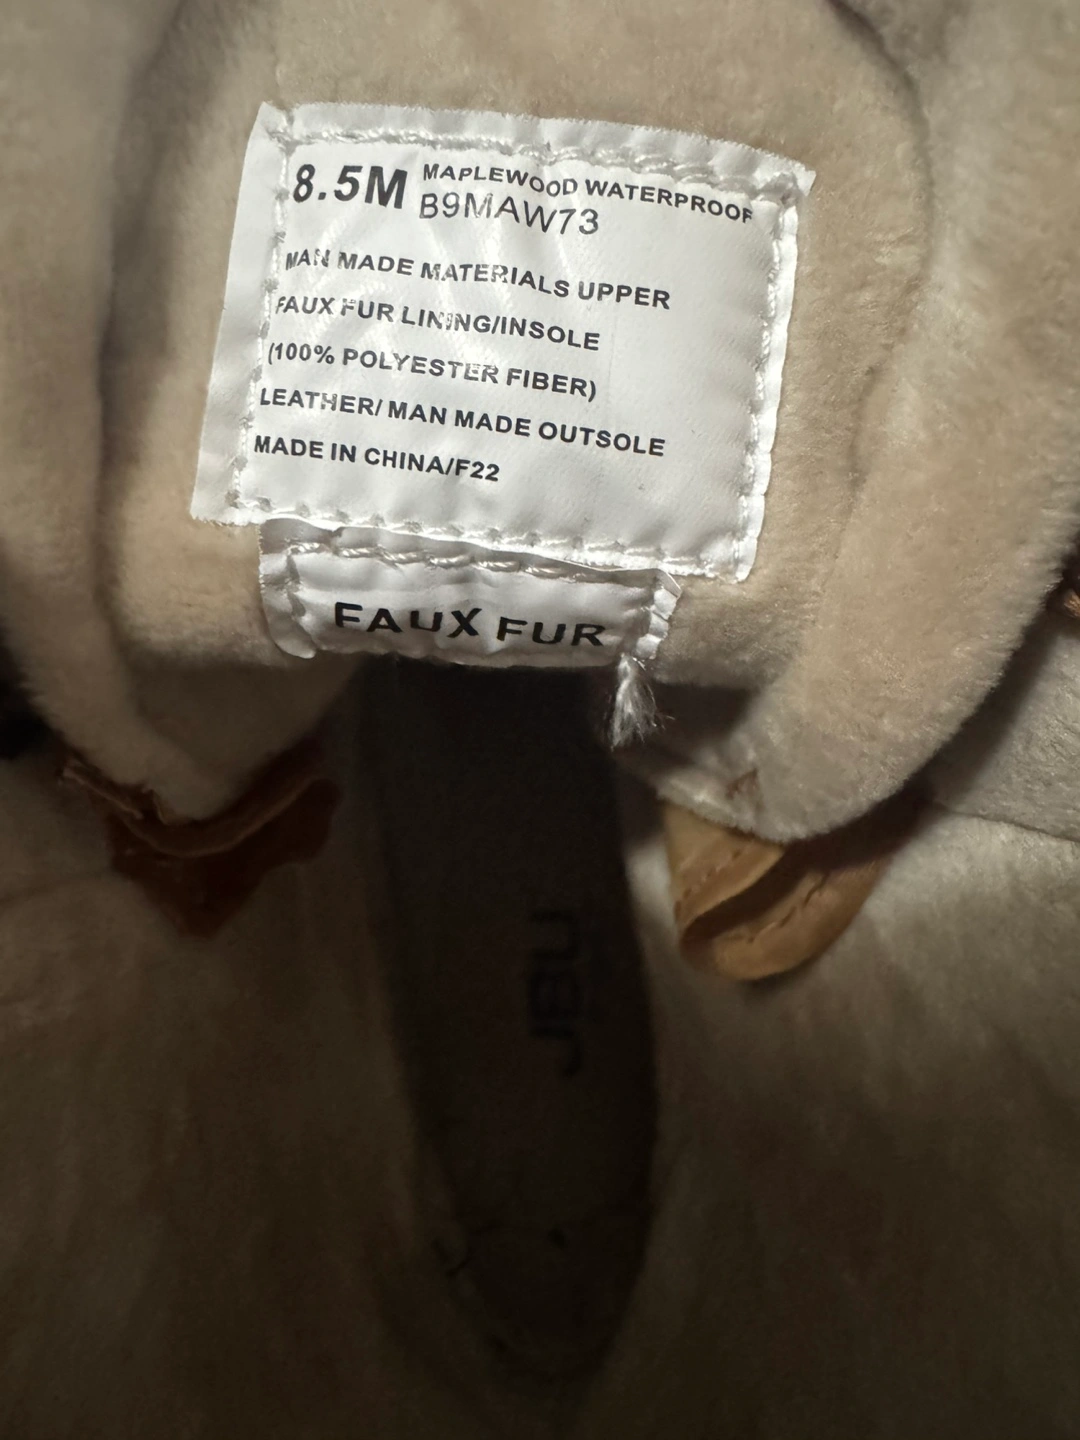 8.5M MAPLEWOOD WATERPROOF
B9MAW73
MAN MADE MATERIALS UPPER
FAUX FUR LINING/INSOLE
(100% POLYESTER FIBER)
LEATHER/ MAN MADE OUTSOLE
MADE IN CHINA/F22
FAUX FUR
JBU